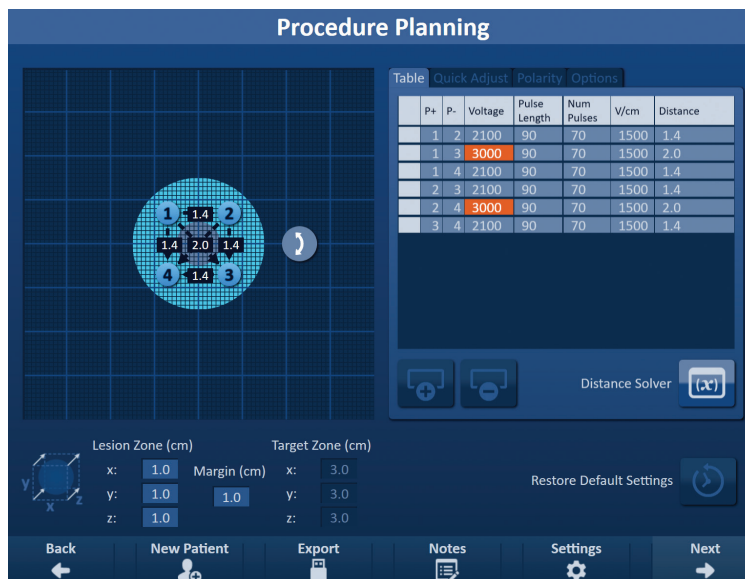 Procedure Planning
Table Quick Adjust Polarity Options
P+ P- Voltage Pulse Length Num Pulses V/cm Distance
1 2 2100 90 70 1500 1.4
1 3 3000 90 70 1500 2.0
1 4 2100 90 70 1500 1.4
2 3 2100 90 70 1500 1.4
2 4 3000 90 70 1500 2.0
3 4 2100 90 70 1500 1.4
1 1.4 2
1.4 2.0 1.4
4 1.4 3
Distance Solver (x)
Lesion Zone (cm) Target Zone (cm)
x: 1.0 Margin (cm) x: 3.0
y: 1.0 1.0 y: 3.0
z: 1.0 z: 3.0
y x z
Restore Default Settings
Back New Patient Export Notes Settings Next